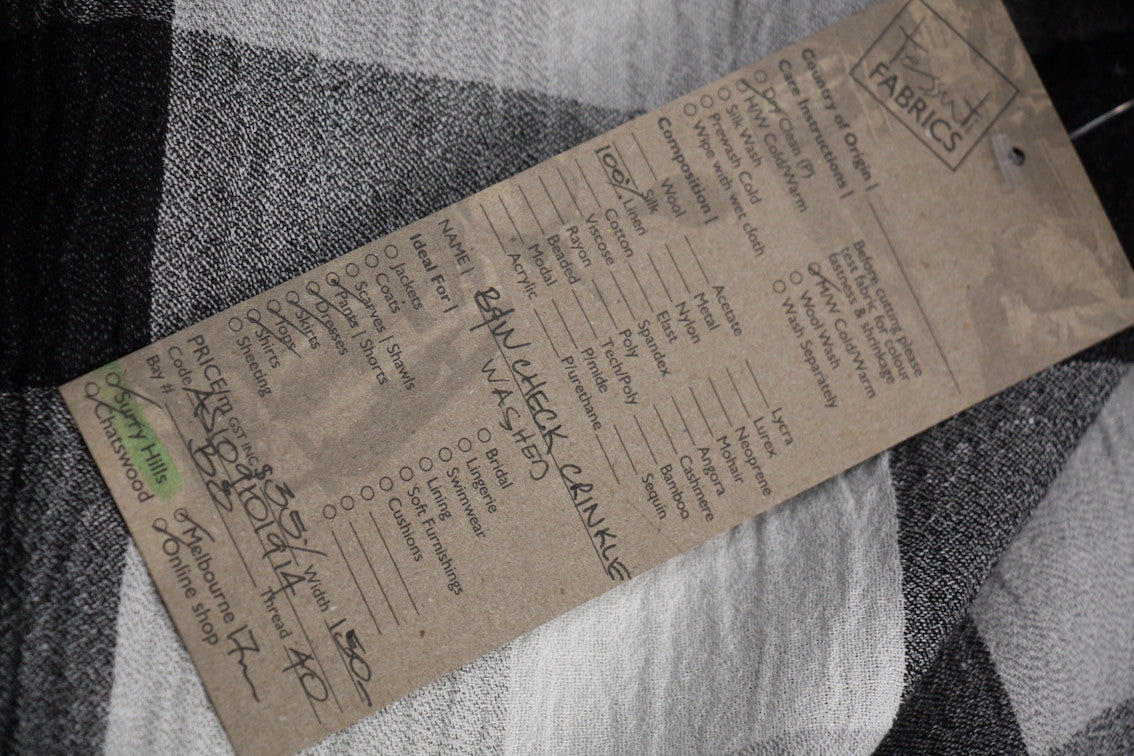 Tessuti
FABRICS
Country of Origin |
Care Instructions |
Dry Clean (P)
H/W Cold/Warm
Silk Wash
Prewash Cold
Wipe with wet cloth
Before cutting please
test fabric for colour
fastness & shrinkage
H/W Cold/Warm
Wool Wash
Wash Separately
Composition |
Wool
Silk
100% Linen
Cotton
Viscose
Rayon
Beaded
Modal
Acrylic
Acetate
Metal
Nylon
Elast
Spandex
Poly
Tech/Poly
P/mide
P/urethane
Lycra
Lurex
Neoprene
Mohair
Angora
Cashmere
Bamboo
Sequin
NAME | B/W CHECK CRINKLE
WASHED
Ideal For |
Jackets
Coats
Scarves | Shawls
Pants | Shorts
Dresses
Skirts
Tops
Shirts
Sheeting
Bridal
Lingerie
Swimwear
Lining
Soft Furnishings
Cushions
PRICE/m GST INC $35/ Width 150-
Code Thread 40
Bay # B8
Surry Hills
Chatswood
Melbourne 17m
Online shop